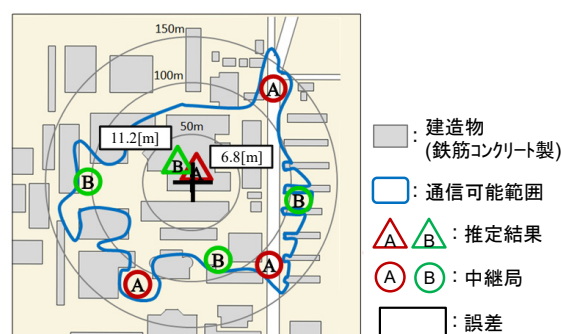 150m
100m
50m
11.2[m]
6.8[m]
A
B
A
B
B
B
A
A
: 建造物
(鉄筋コンクリート製)
: 通信可能範囲
A B : 推定結果
A B : 中継局
: 誤差